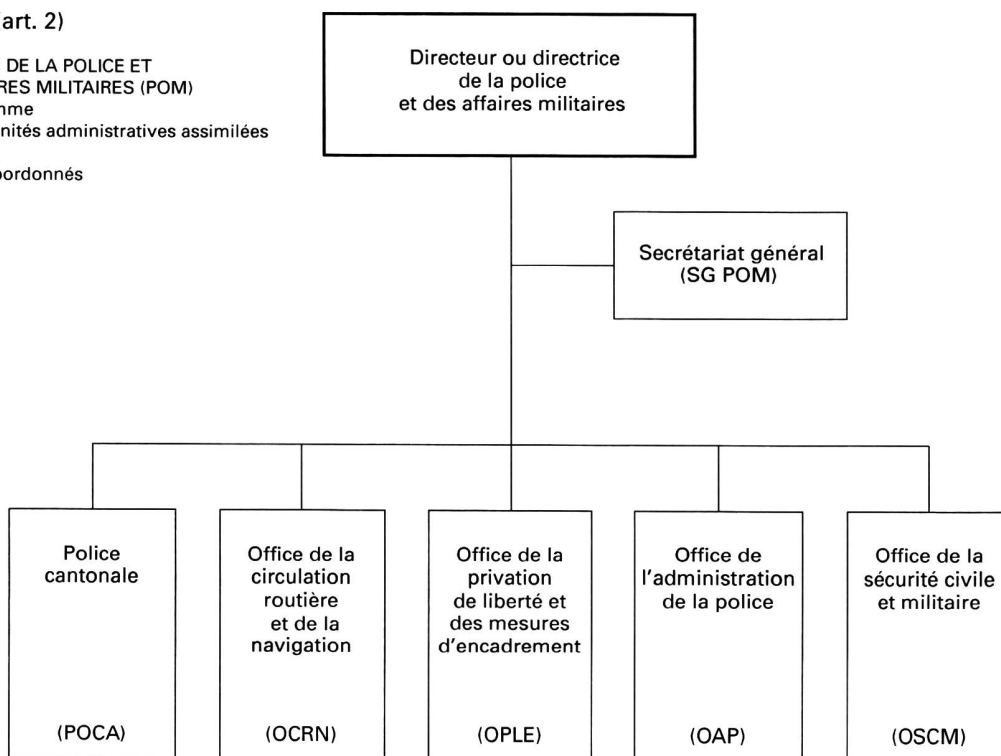 art. 2)
DE LA POLICE ET
RES MILITAIRES (POM)
nme
nités administratives assimilées
ordonnés
Directeur ou directrice
de la police
et des affaires militaires
Secrétariat général
(SG POM)
Police
cantonale
(POCA)
Office de la
circulation
routière
et de la
navigation
(OCRN)
Office de la
privation
de liberté et
des mesures
d'encadrement
(OPLE)
Office de
l'administration
de la police
(OAP)
Office de la
sécurité civile
et militaire
(OSCM)